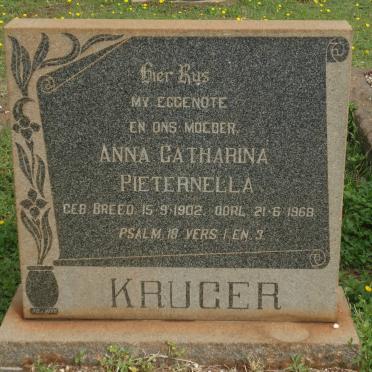 Hier Rus
MY EGGENOTE
EN ONS MOEDER,
ANNA CATHARINA
PIETERNELLA
GEB. BREED. 15-9-1902. OORL. 21-6-1968
PSALM. 18 VERS 1 EN 3.
KRUGER